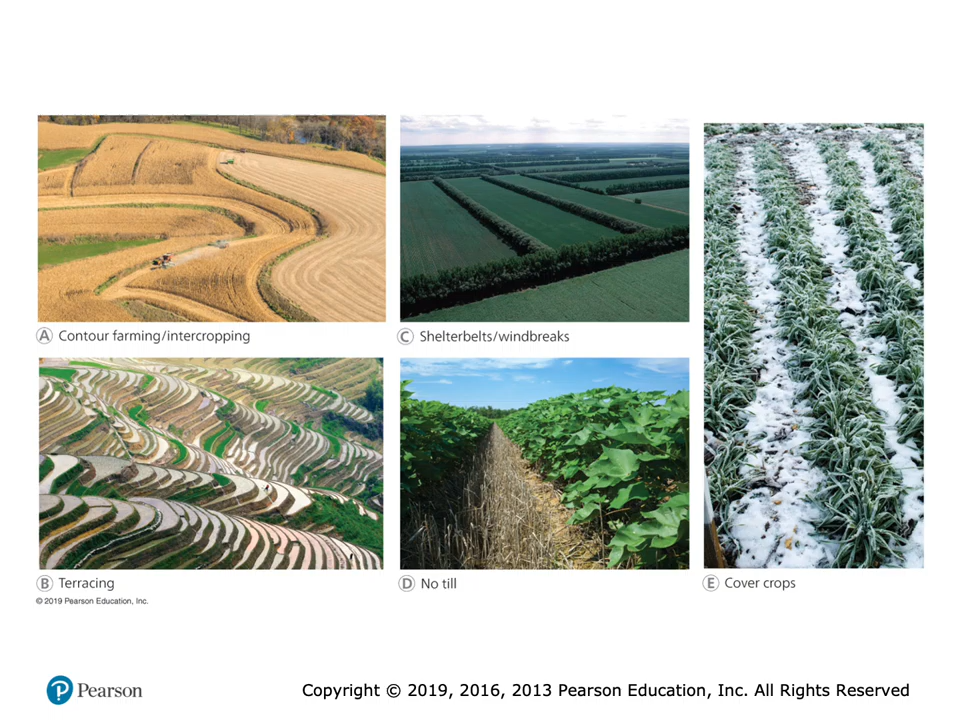 A Contour farming/intercropping
C Shelterbelts/windbreaks
B Terracing
D No till
E Cover crops
© 2019 Pearson Education, Inc.
P Pearson
Copyright © 2019, 2016, 2013 Pearson Education, Inc. All Rights Reserved